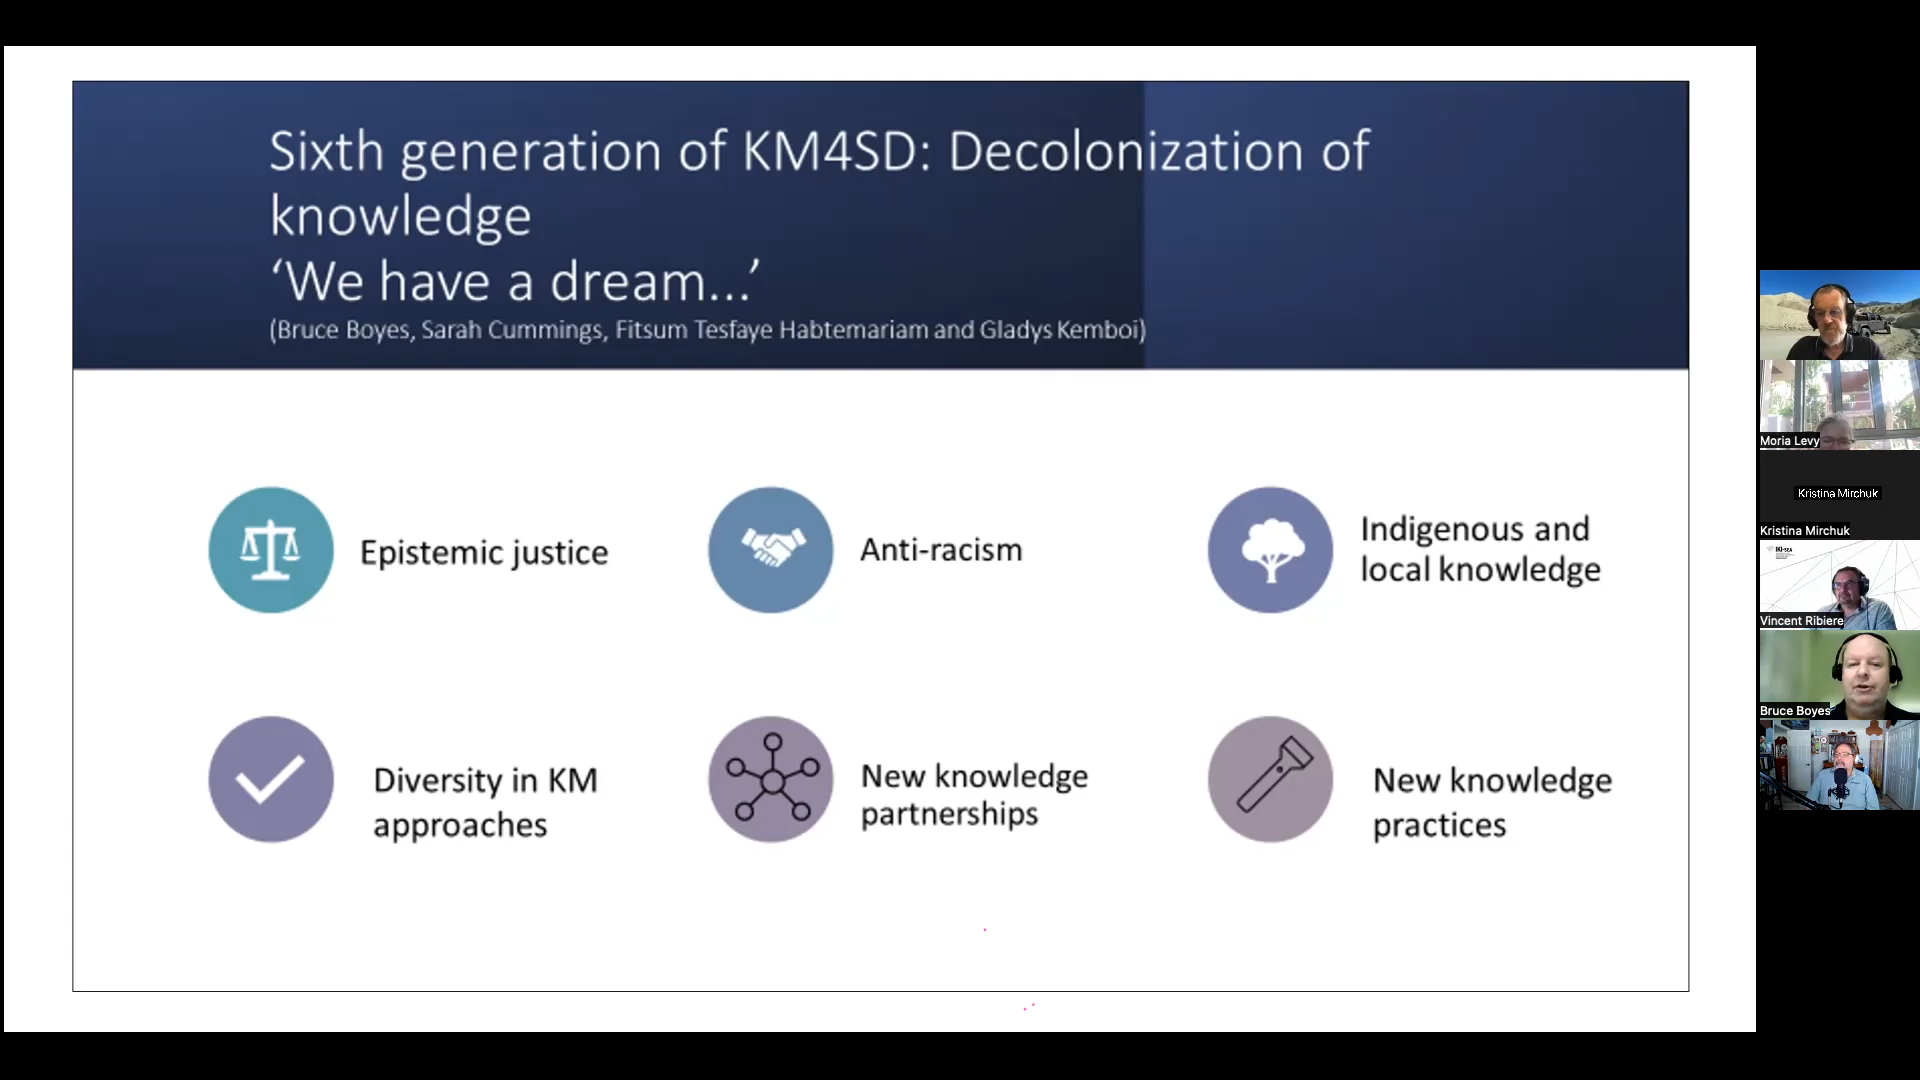 Sixth generation of KM4SD: Decolonization of
knowledge
‘We have a dream...’
(Bruce Boyes, Sarah Cummings, Fitsum Tesfaye Habtemariam and Gladys Kemboi)
Epistemic justice
Anti-racism
Indigenous and
local knowledge
Diversity in KM
approaches
New knowledge
partnerships
New knowledge
practices
Moria Levy
Kristina Mirchuk
Kristina Mirchuk
IKI-SEA
Vincent Ribiere
Bruce Boyes